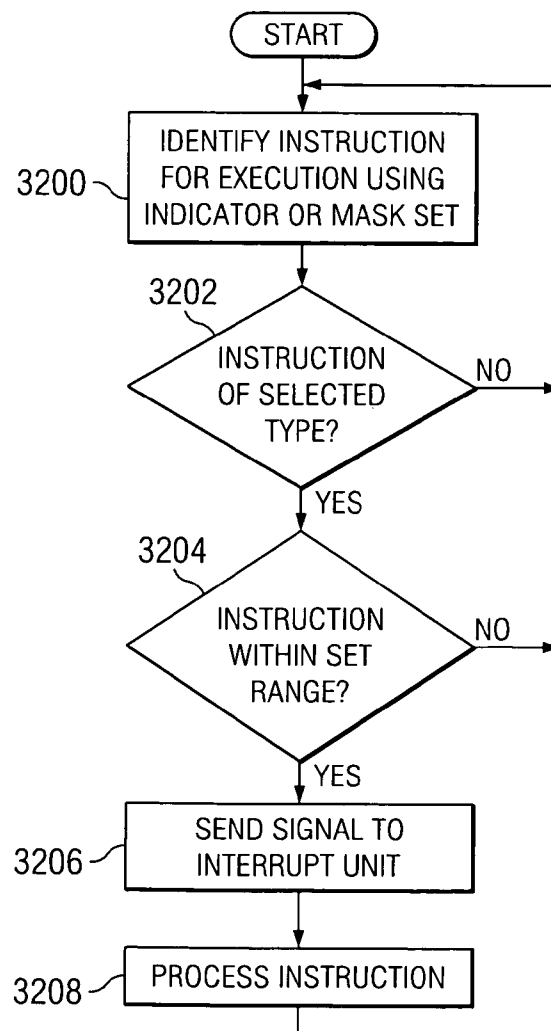 START
IDENTIFY INSTRUCTION
FOR EXECUTION USING
INDICATOR OR MASK SET
3200
3202
INSTRUCTION
OF SELECTED
TYPE?
NO
YES
3204
INSTRUCTION
WITHIN SET
RANGE?
NO
YES
SEND SIGNAL TO
INTERRUPT UNIT
3206
PROCESS INSTRUCTION
3208